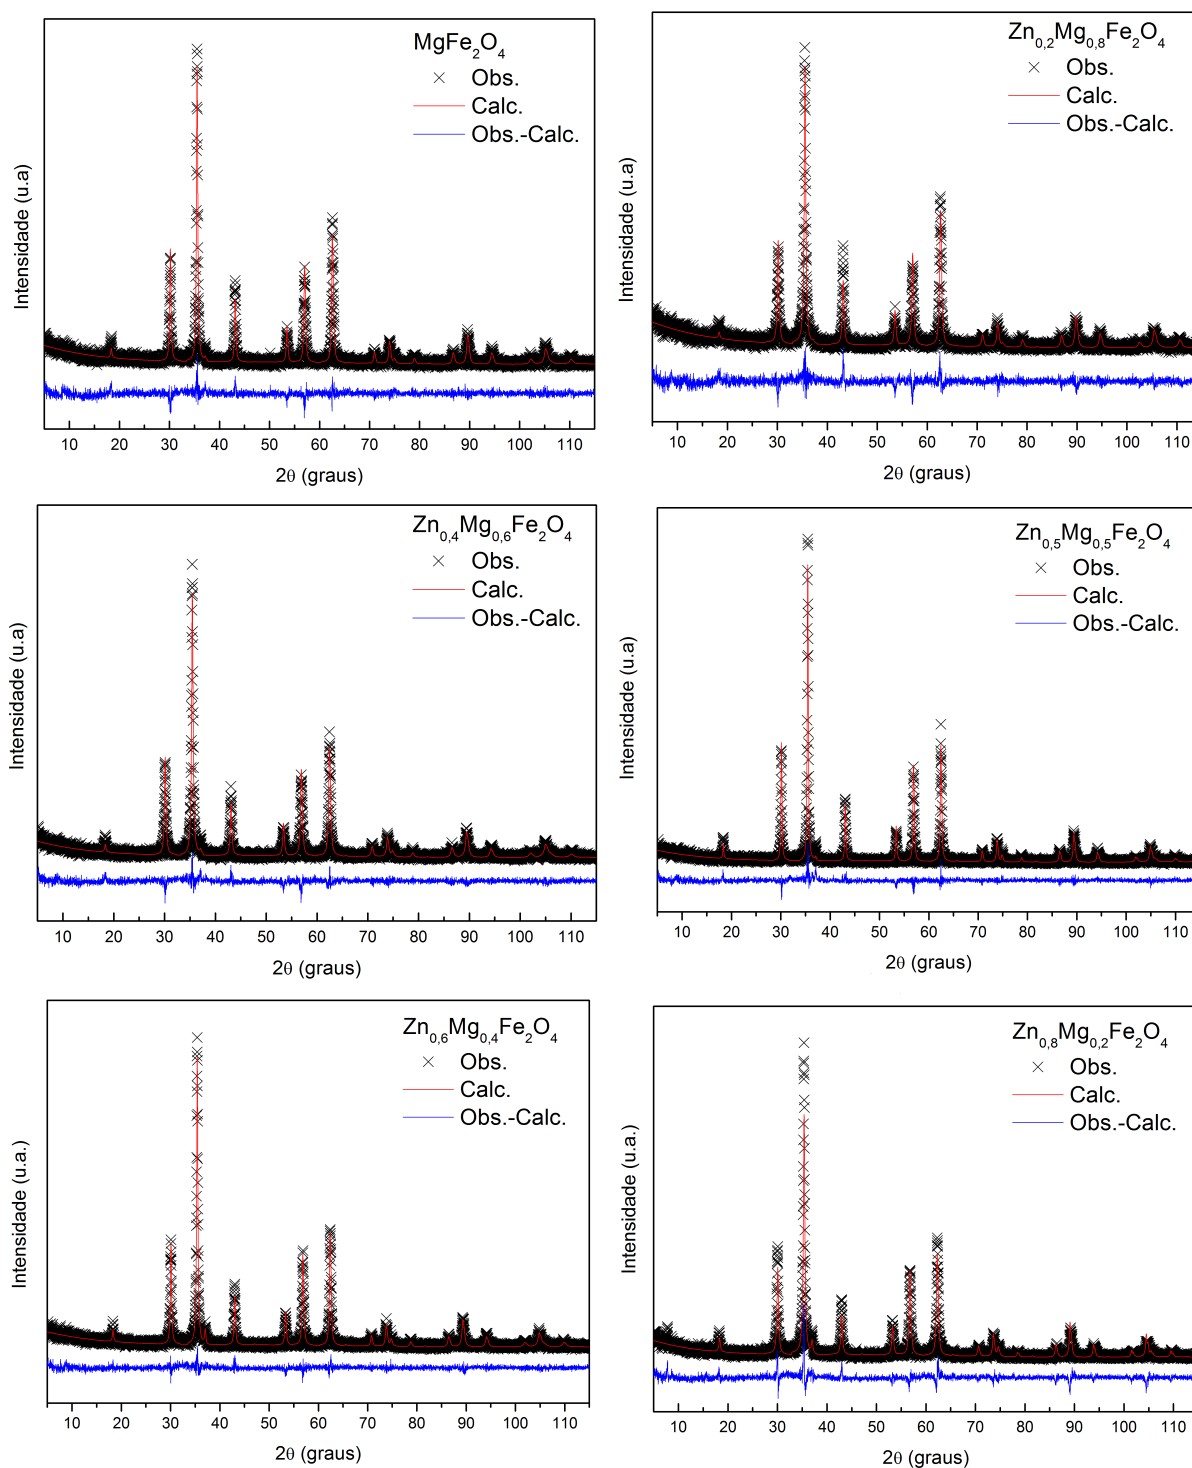 MgFe₂O₄
Obs.
Calc.
Obs.-Calc.
Intensidade (u.a)
10 20 30 40 50 60 70 80 90 100 110
2θ (graus)
Zn₀,₂Mg₀,₈Fe₂O₄
Obs.
Calc.
Obs.-Calc.
Intensidade (u.a)
10 20 30 40 50 60 70 80 90 100 110
2θ (graus)
Zn₀,₄Mg₀,₆Fe₂O₄
Obs.
Calc.
Obs.-Calc.
Intensidade (u.a)
10 20 30 40 50 60 70 80 90 100 110
2θ (graus)
Zn₀,₅Mg₀,₅Fe₂O₄
Obs.
Calc.
Obs.-Calc.
Intensidade (u.a)
10 20 30 40 50 60 70 80 90 100 110
2θ (graus)
Zn₀,₆Mg₀,₄Fe₂O₄
Obs.
Calc.
Obs.-Calc.
Intensidade (u.a.)
10 20 30 40 50 60 70 80 90 100 110
2θ (graus)
Zn₀,₈Mg₀,₂Fe₂O₄
Obs.
Calc.
Obs.-Calc.
Intensidade (u.a.)
10 20 30 40 50 60 70 80 90 100 110
2θ (graus)